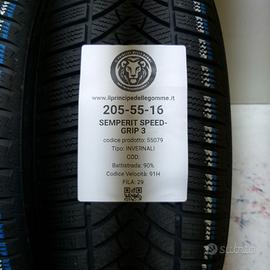 www.ilprincipedellegomme.it
205-55-16
SEMPERIT SPEED-
GRIP 3
codice prodotto: 55079
Tipo: INVERNALI
COD:
Battistrada: 90%
Codice Velocità: 91H
FILA: 29
subito